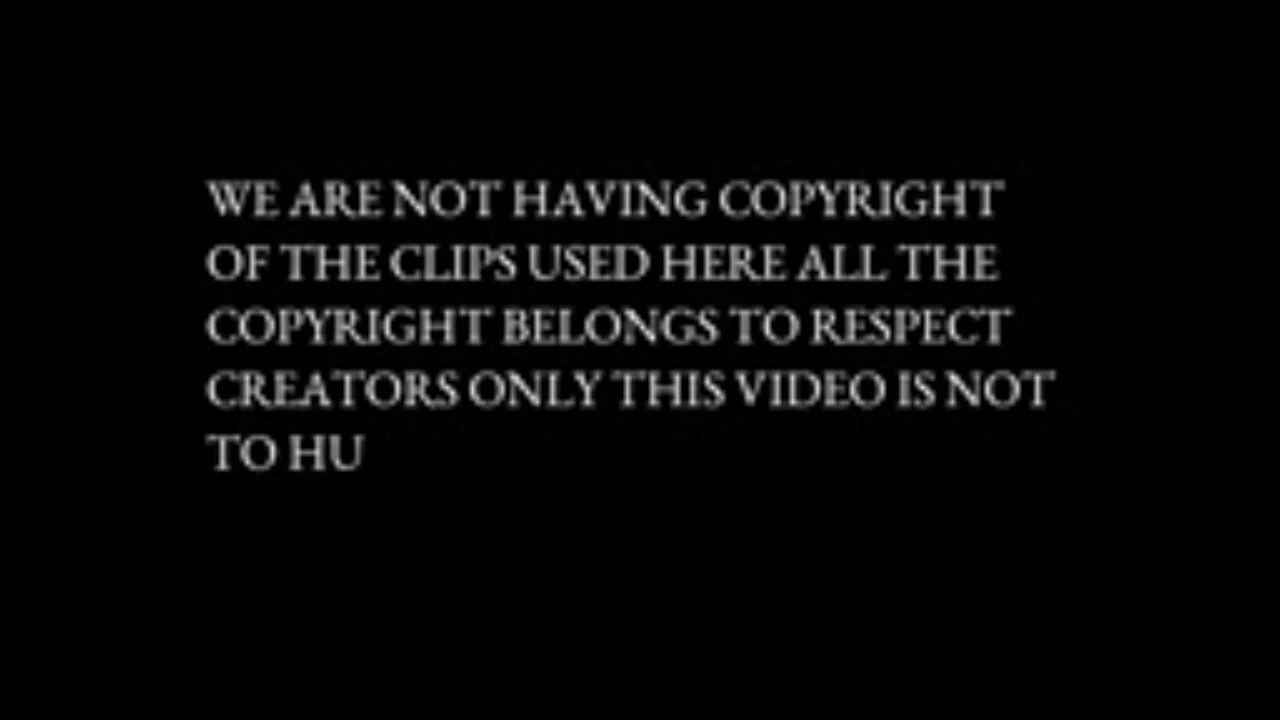 WE ARE NOT HAVING COPYRIGHT
OF THE CLIPS USED HERE ALL THE
COPYRIGHT BELONGS TO RESPECT
CREATORS ONLY THIS VIDEO IS NOT
TO HU